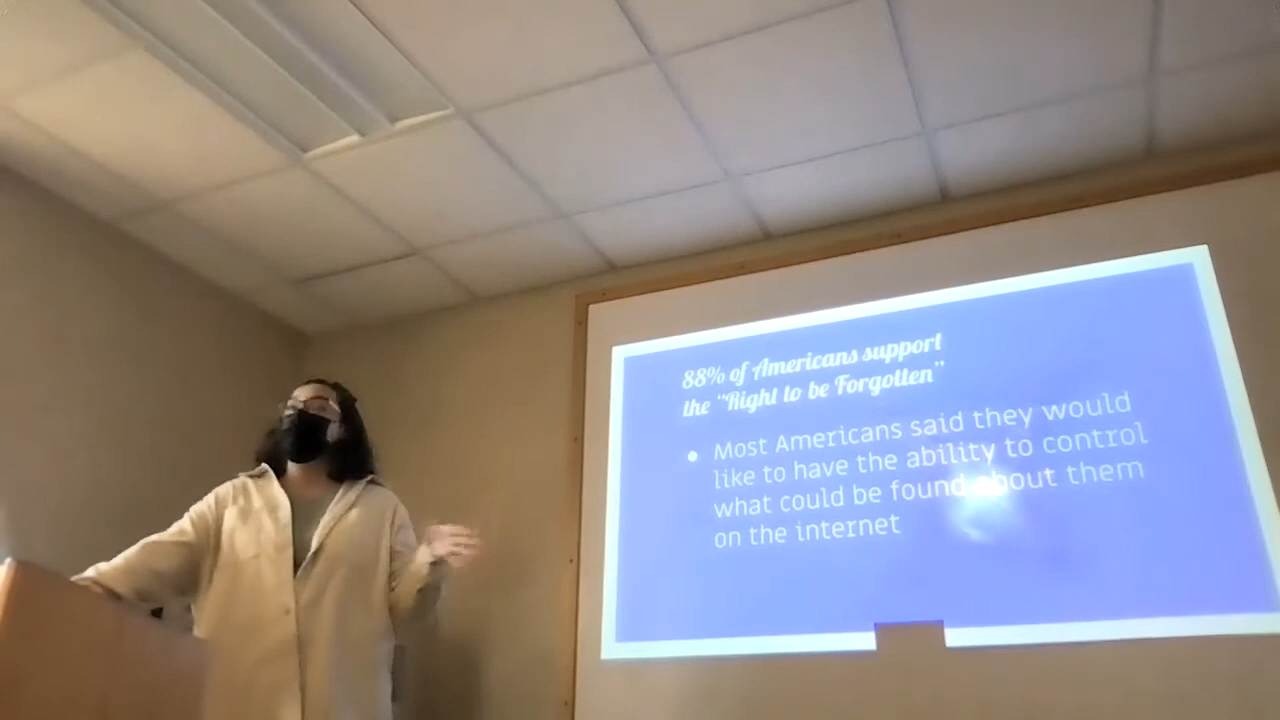 88% of Americans support
the “Right to be Forgotten”
• Most Americans said they would
like to have the ability to control
what could be found about them
on the internet